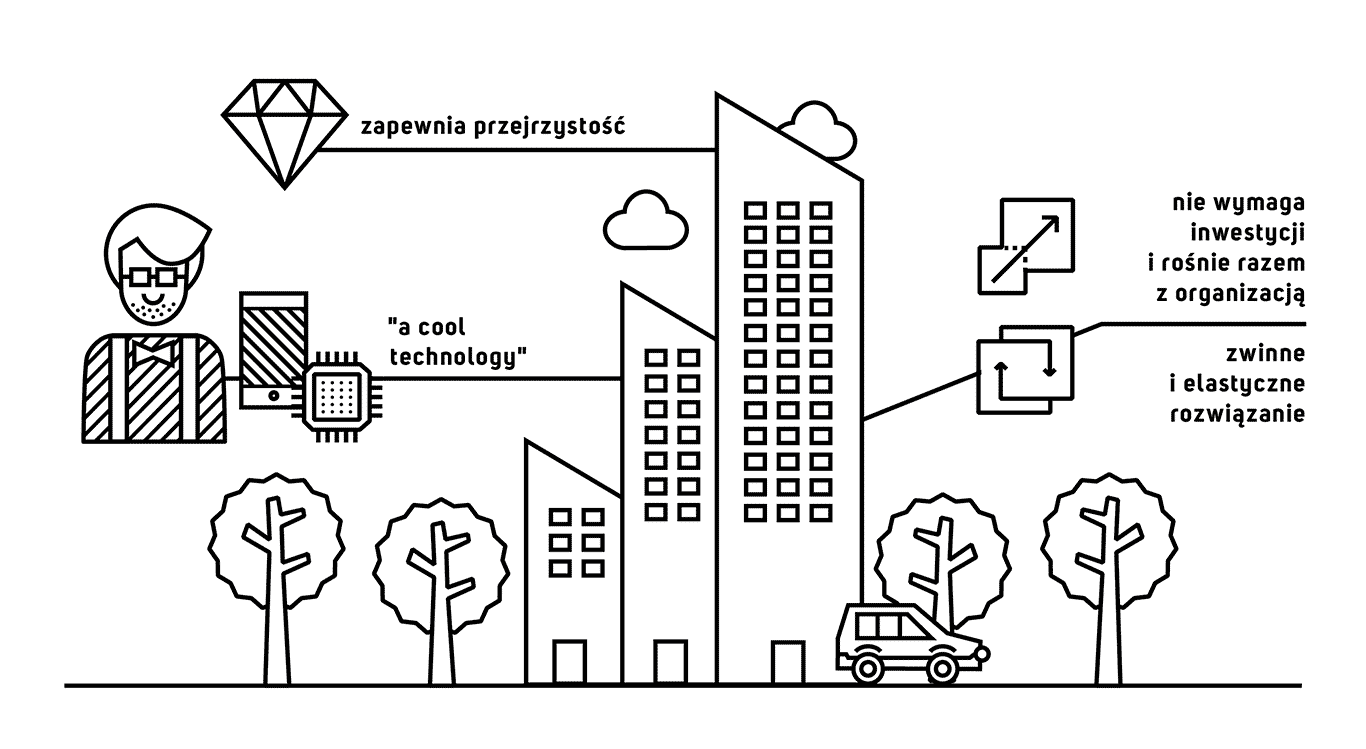 zapewnia przejrzystość
"a cool
technology"
nie wymaga
inwestycji
i rośnie razem
z organizacją
zwinne
i elastyczne
rozwiązanie